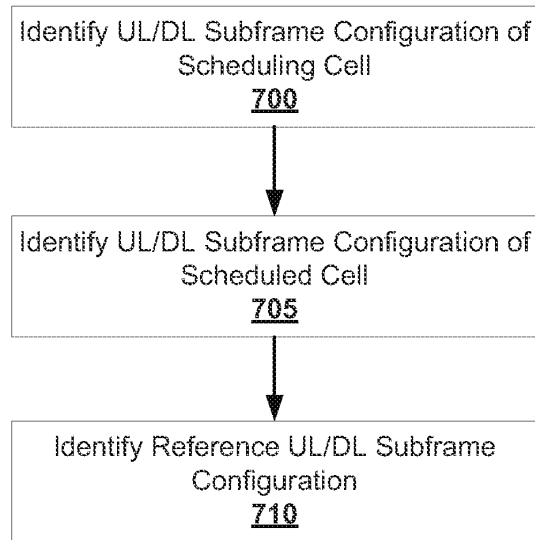 Identify UL/DL Subframe Configuration of
Scheduling Cell
700
Identify UL/DL Subframe Configuration of
Scheduled Cell
705
Identify Reference UL/DL Subframe
Configuration
710